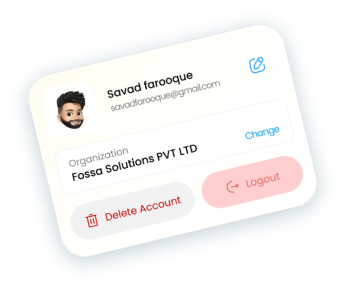 Savad farooque
savadfarooque@gmail.com
Organization
Fossa Solutions PVT LTD
Change
Delete Account
Logout